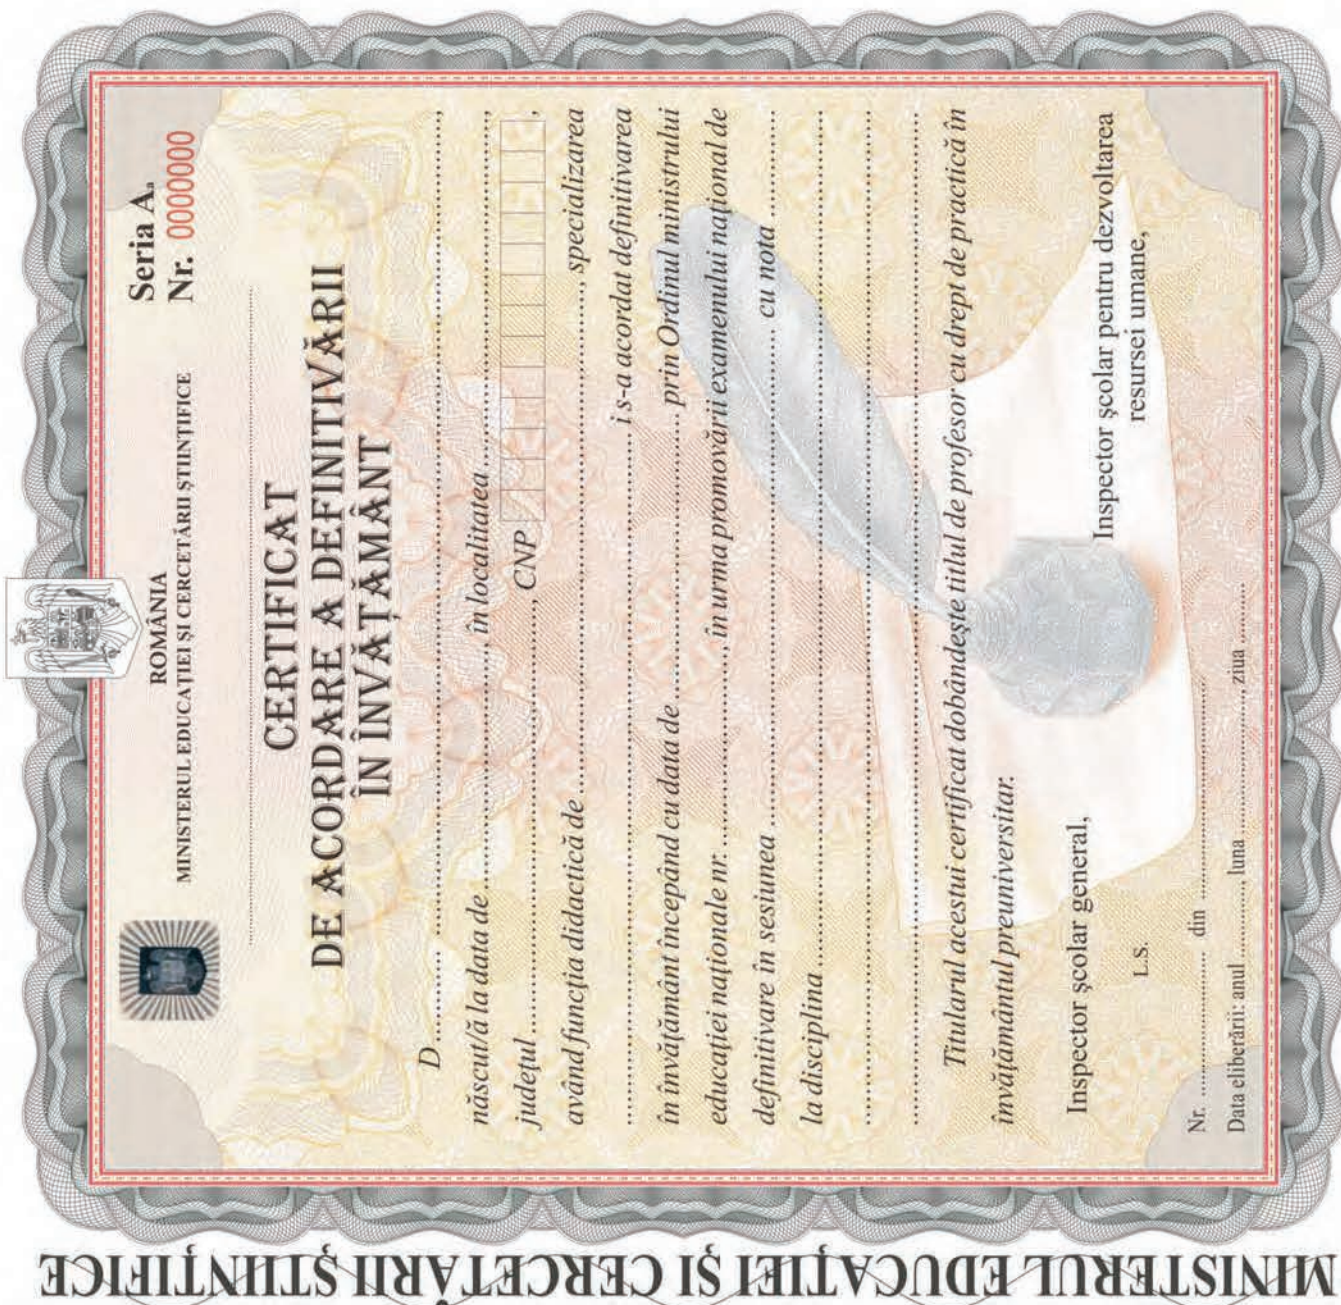 ROMÂNIA
MINISTERUL EDUCAȚIEI ȘI CERCETĂRII ȘTIINȚIFICE
Seria Aa
Nr. 0000000
CERTIFICAT
DE ACORDARE A DEFINITIVĂRII
ÎN ÎNVĂȚĂMÂNT
D..........
născut/ă la data de .......... în localitatea ..........
județul .........., CNP ,
având funcția didactică de .........., specializarea
.......... i s-a acordat definitivarea
în învățământ începând cu data de .......... prin Ordinul ministrului
educației naționale nr. .......... în urma promovării examenului național de
definitivare în sesiunea .......... cu nota ..........
la disciplina ..........
..........
..........
Titularul acestui certificat dobândește titlul de profesor cu drept de practică în
învățământul preuniversitar.
Inspector școlar general,
Inspector școlar pentru dezvoltarea
resursei umane,
L.S.
Nr. .......... din ..........
Data eliberării: anul .........., luna .........., ziua ..........
MINISTERUL EDUCAȚIEI ȘI CERCETĂRII ȘTIINȚIFICE